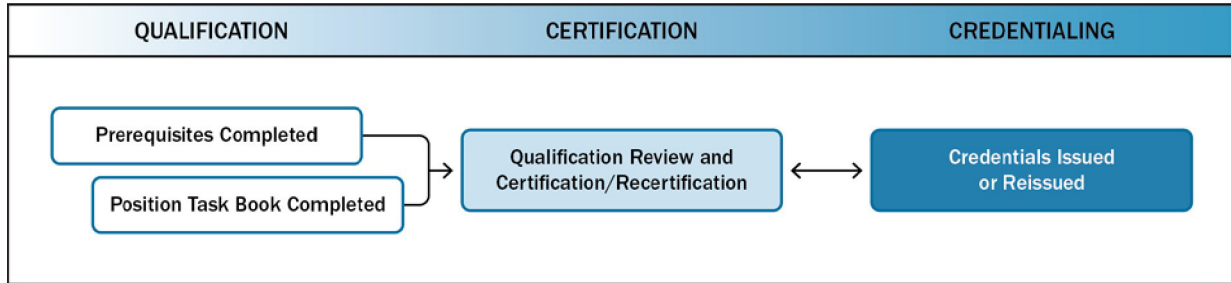 QUALIFICATION
CERTIFICATION
CREDENTIALING
Prerequisites Completed
Position Task Book Completed
Qualification Review and
Certification/Recertification
Credentials Issued
or Reissued